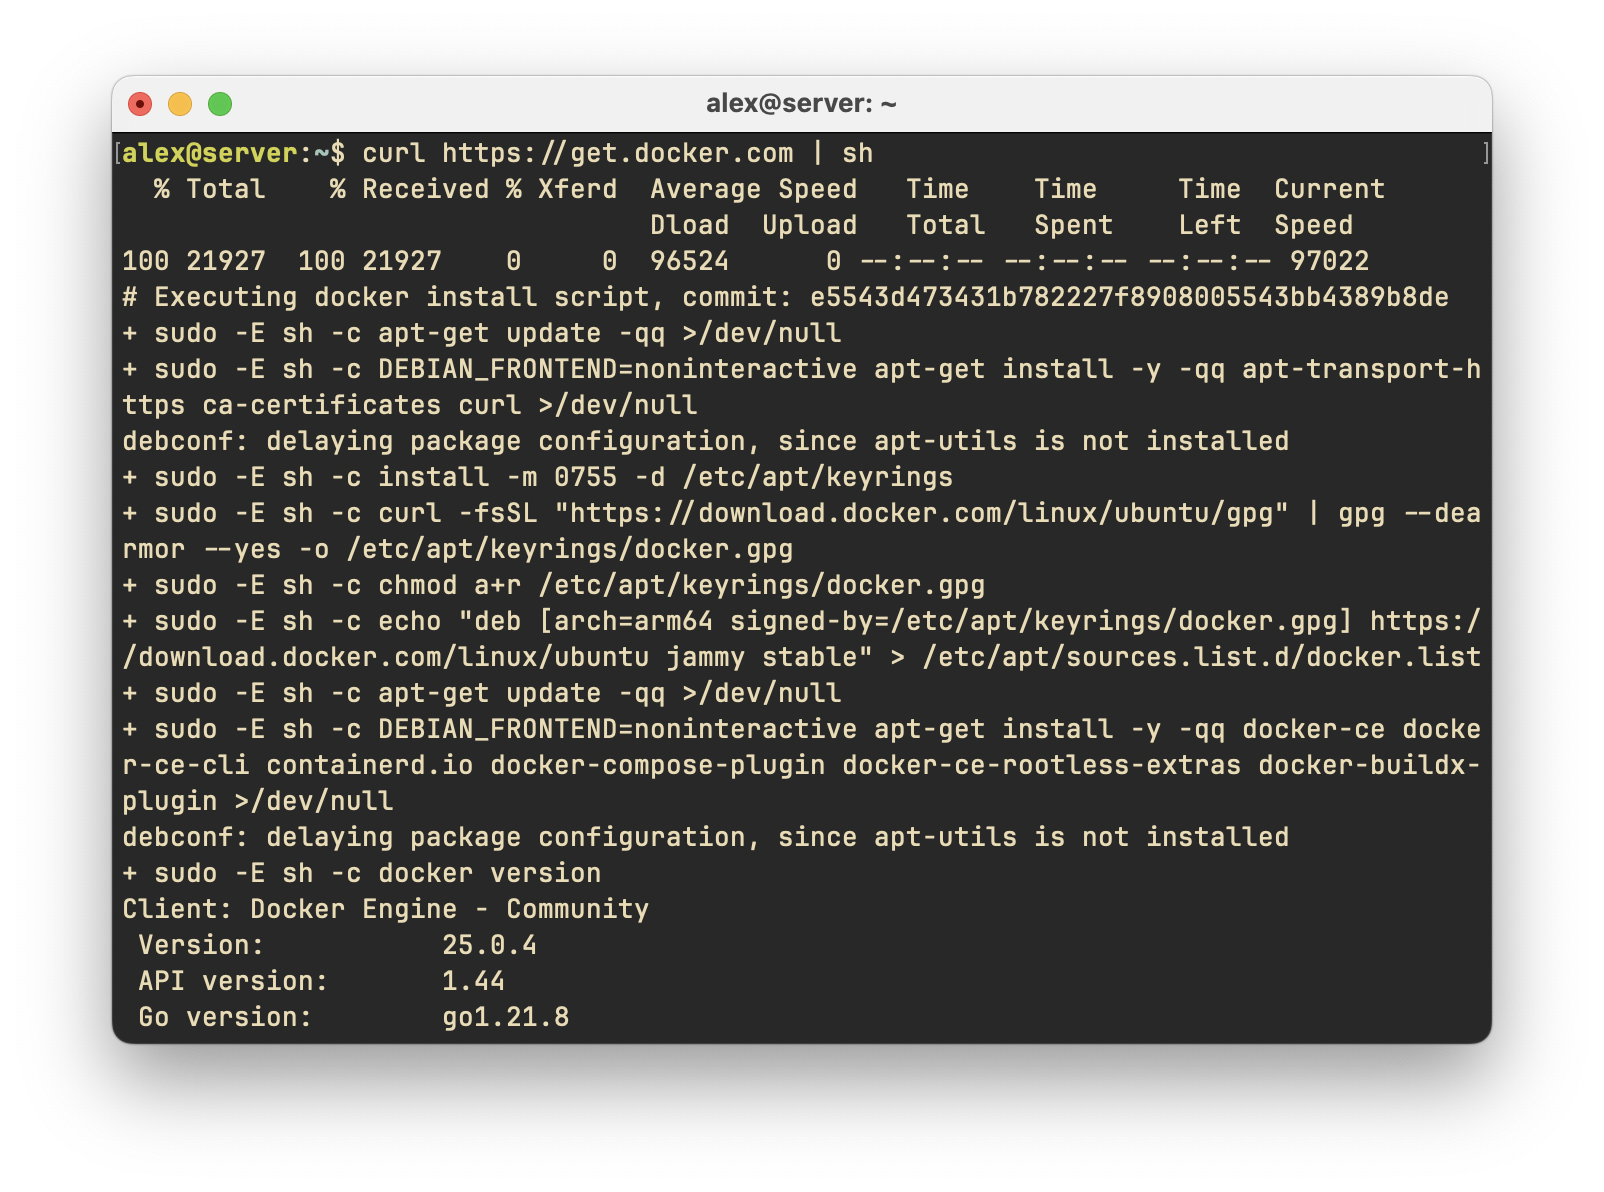 alex@server: ~
[alex@server:~$ curl https://get.docker.com | sh ]
  % Total    % Received % Xferd  Average Speed   Time    Time     Time  Current
                                 Dload  Upload   Total   Spent    Left  Speed
100 21927  100 21927    0     0  96524      0 --:--:-- --:--:-- --:--:-- 97022
# Executing docker install script, commit: e5543d473431b782227f8908005543bb4389b8de
+ sudo -E sh -c apt-get update -qq >/dev/null
+ sudo -E sh -c DEBIAN_FRONTEND=noninteractive apt-get install -y -qq apt-transport-h
ttps ca-certificates curl >/dev/null
debconf: delaying package configuration, since apt-utils is not installed
+ sudo -E sh -c install -m 0755 -d /etc/apt/keyrings
+ sudo -E sh -c curl -fsSL "https://download.docker.com/linux/ubuntu/gpg" | gpg --dea
rmor --yes -o /etc/apt/keyrings/docker.gpg
+ sudo -E sh -c chmod a+r /etc/apt/keyrings/docker.gpg
+ sudo -E sh -c echo "deb [arch=arm64 signed-by=/etc/apt/keyrings/docker.gpg] https:/
/download.docker.com/linux/ubuntu jammy stable" > /etc/apt/sources.list.d/docker.list
+ sudo -E sh -c apt-get update -qq >/dev/null
+ sudo -E sh -c DEBIAN_FRONTEND=noninteractive apt-get install -y -qq docker-ce docke
r-ce-cli containerd.io docker-compose-plugin docker-ce-rootless-extras docker-buildx-
plugin >/dev/null
debconf: delaying package configuration, since apt-utils is not installed
+ sudo -E sh -c docker version
Client: Docker Engine - Community
 Version:           25.0.4
 API version:       1.44
 Go version:        go1.21.8